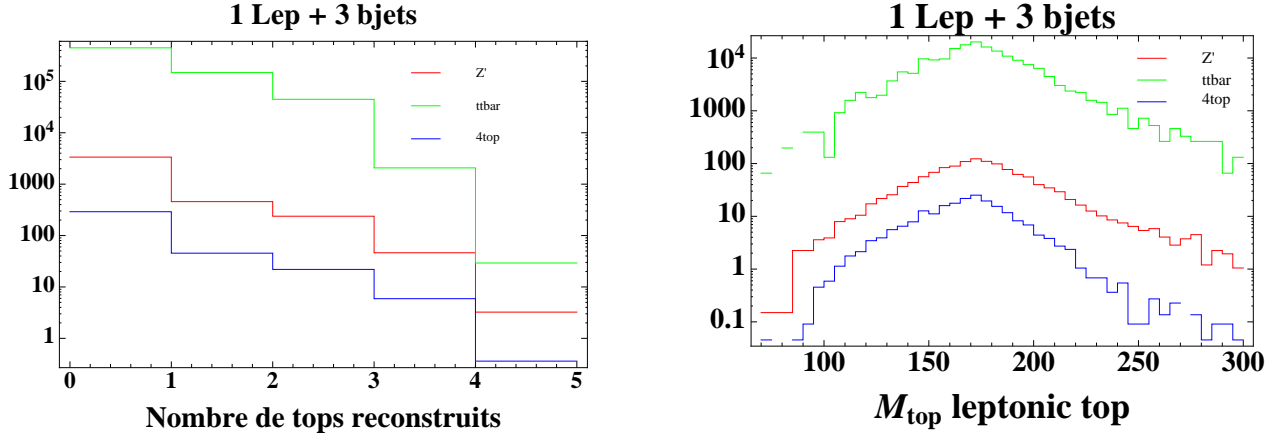 1 Lep + 3 bjets
10^5
10^4
1000
100
10
1
Z'
ttbar
4top
0 1 2 3 4 5
Nombre de tops reconstruits
1 Lep + 3 bjets
10^4
1000
100
10
1
0.1
Z'
ttbar
4top
100 150 200 250 300
M_top leptonic top